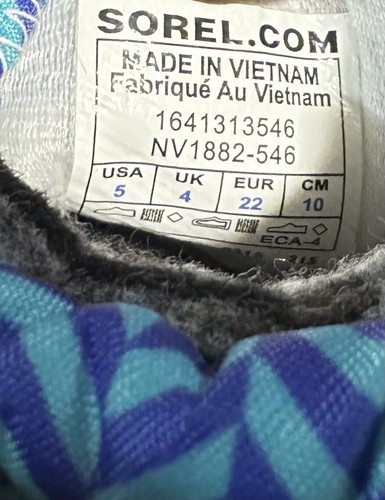 SOREL.COM
MADE IN VIETNAM
Fabriqué Au Vietnam
1641313546
NV1882-546
USA UK EUR CM
5 4 22 10
ECA-4